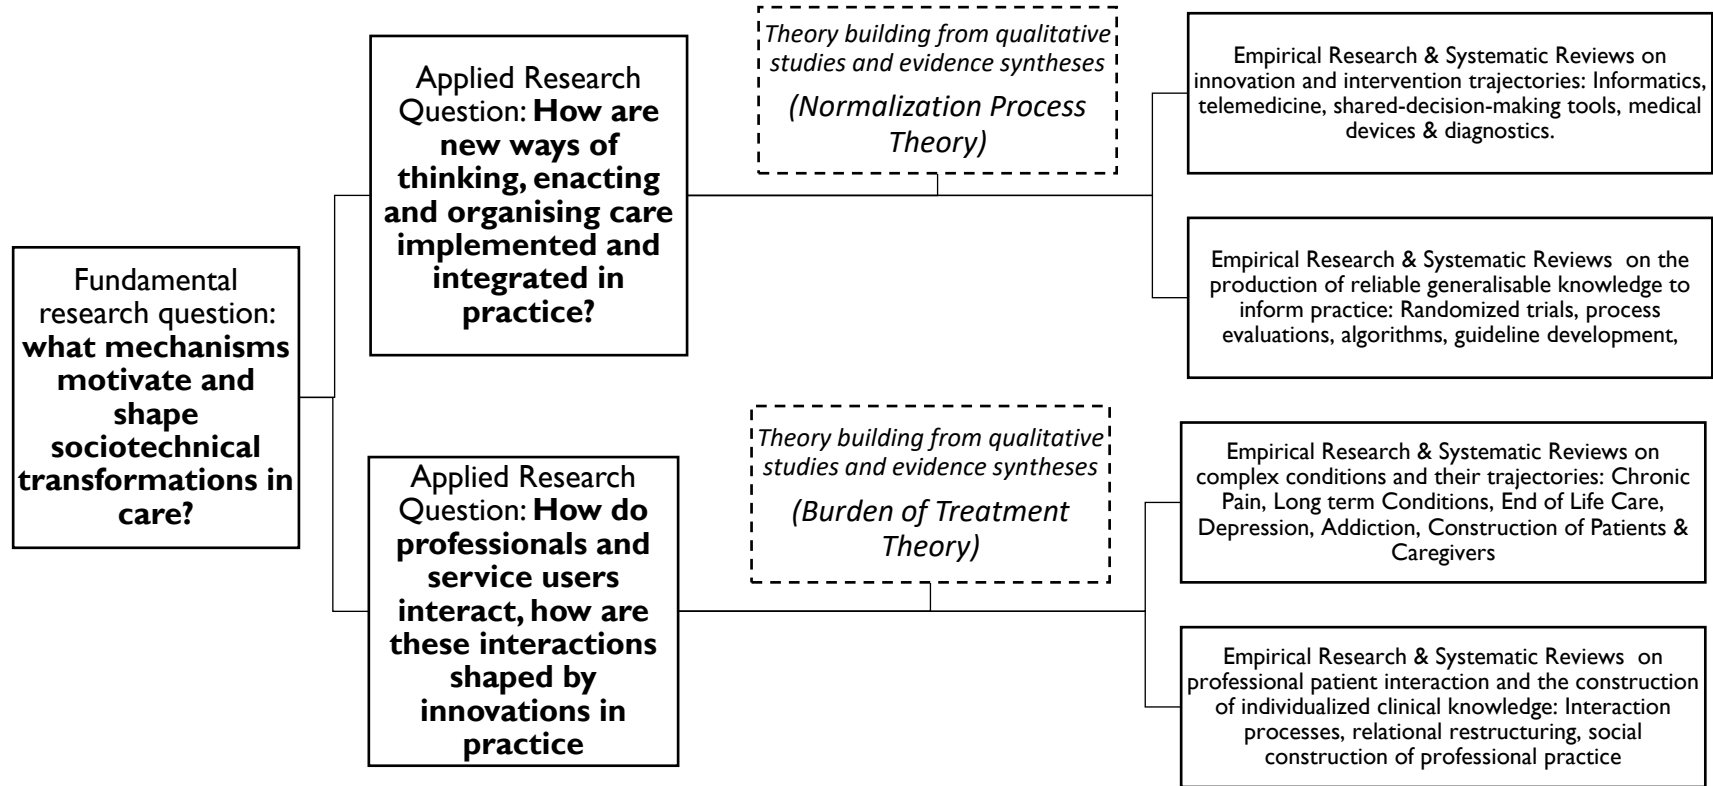 Fundamental
research question:
what mechanisms
motivate and
shape
sociotechnical
transformations in
care?
Applied Research
Question: How are
new ways of
thinking, enacting
and organising care
implemented and
integrated in
practice?
Theory building from qualitative
studies and evidence syntheses
(Normalization Process
Theory)
Empirical Research & Systematic Reviews on
innovation and intervention trajectories: Informatics,
telemedicine, shared-decision-making tools, medical
devices & diagnostics.
Empirical Research & Systematic Reviews  on the
production of reliable generalisable knowledge to
inform practice: Randomized trials, process
evaluations, algorithms, guideline development,
Applied Research
Question: How do
professionals and
service users
interact, how are
these interactions
shaped by
innovations in
practice
Theory building from qualitative
studies and evidence syntheses
(Burden of Treatment
Theory)
Empirical Research & Systematic Reviews on
complex conditions and their trajectories: Chronic
Pain, Long term Conditions, End of Life Care,
Depression, Addiction, Construction of Patients &
Caregivers
Empirical Research & Systematic Reviews  on
professional patient interaction and the construction
of individualized clinical knowledge: Interaction
processes, relational restructuring, social
construction of professional practice